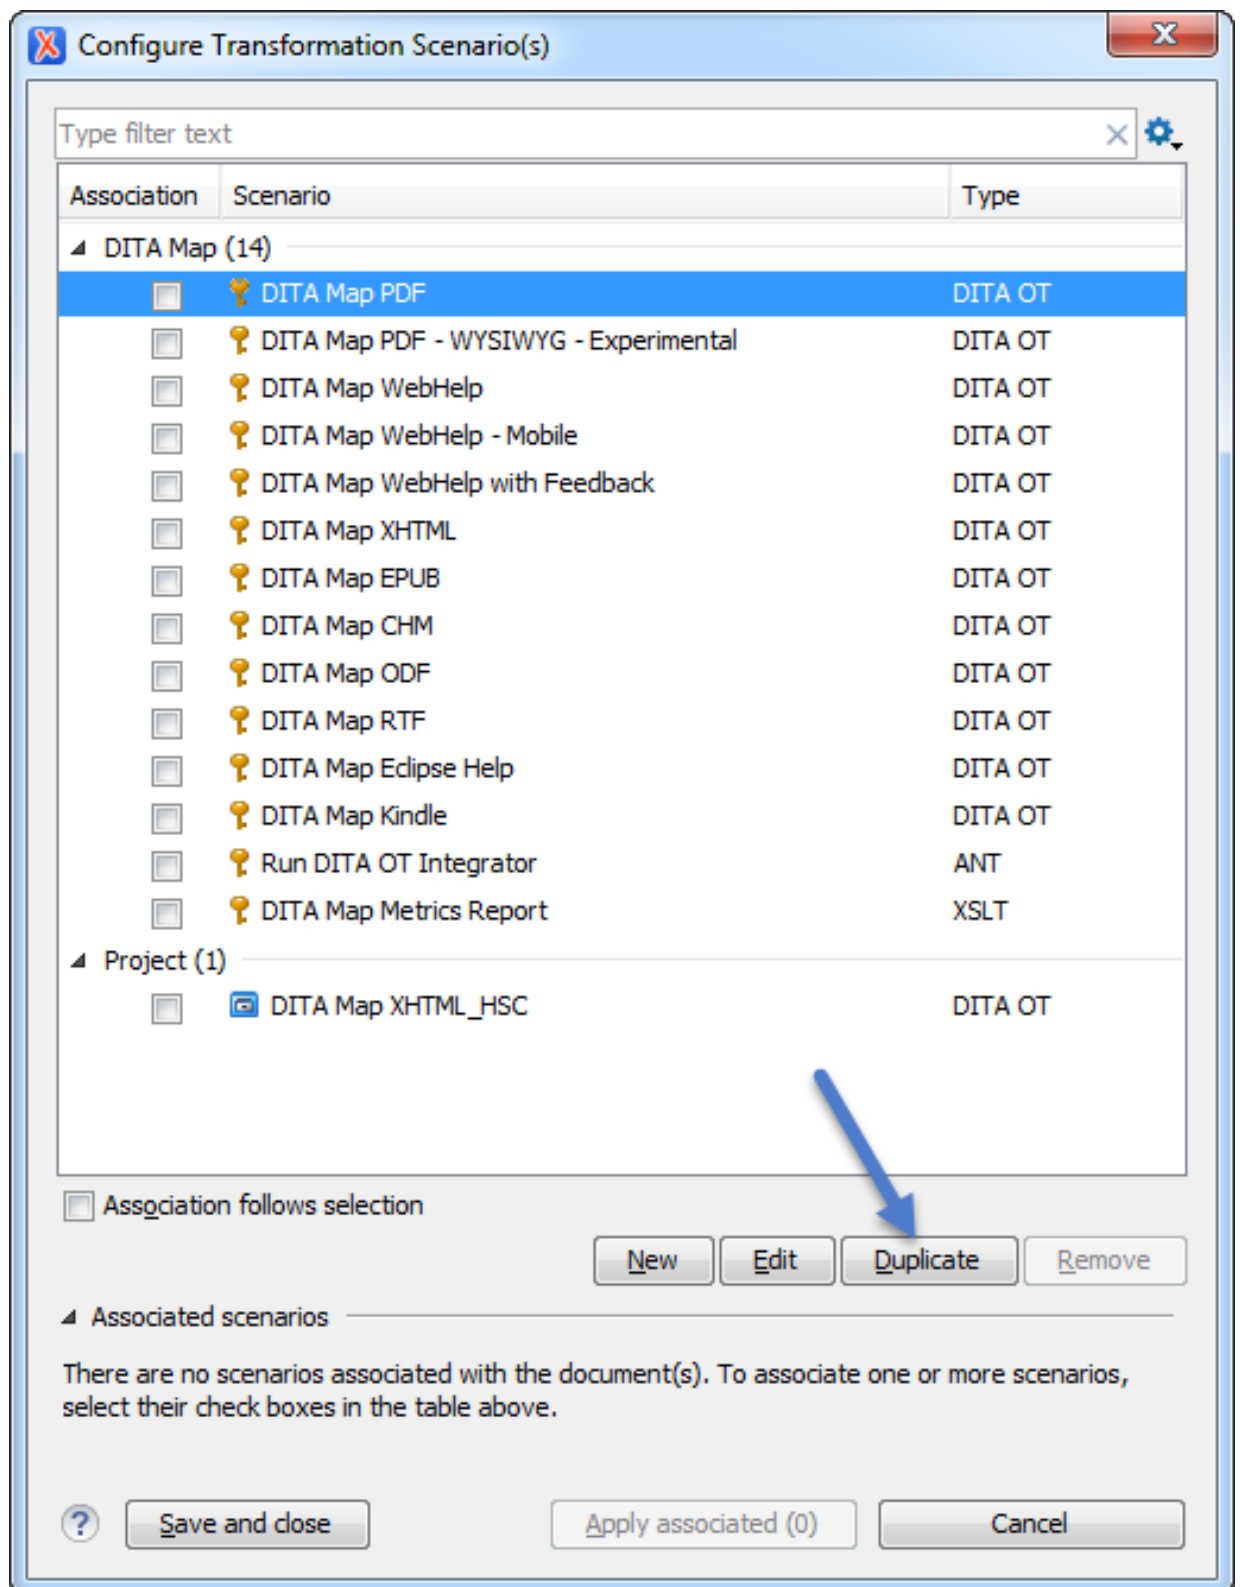 Configure Transformation Scenario(s)
Type filter text
Association Scenario Type
DITA Map (14)
DITA Map PDF DITA OT
DITA Map PDF - WYSIWYG - Experimental DITA OT
DITA Map WebHelp DITA OT
DITA Map WebHelp - Mobile DITA OT
DITA Map WebHelp with Feedback DITA OT
DITA Map XHTML DITA OT
DITA Map EPUB DITA OT
DITA Map CHM DITA OT
DITA Map ODF DITA OT
DITA Map RTF DITA OT
DITA Map Eclipse Help DITA OT
DITA Map Kindle DITA OT
Run DITA OT Integrator ANT
DITA Map Metrics Report XSLT
Project (1)
DITA Map XHTML_HSC DITA OT
Association follows selection
New Edit Duplicate Remove
Associated scenarios
There are no scenarios associated with the document(s). To associate one or more scenarios,
select their check boxes in the table above.
? Save and close Apply associated (0) Cancel